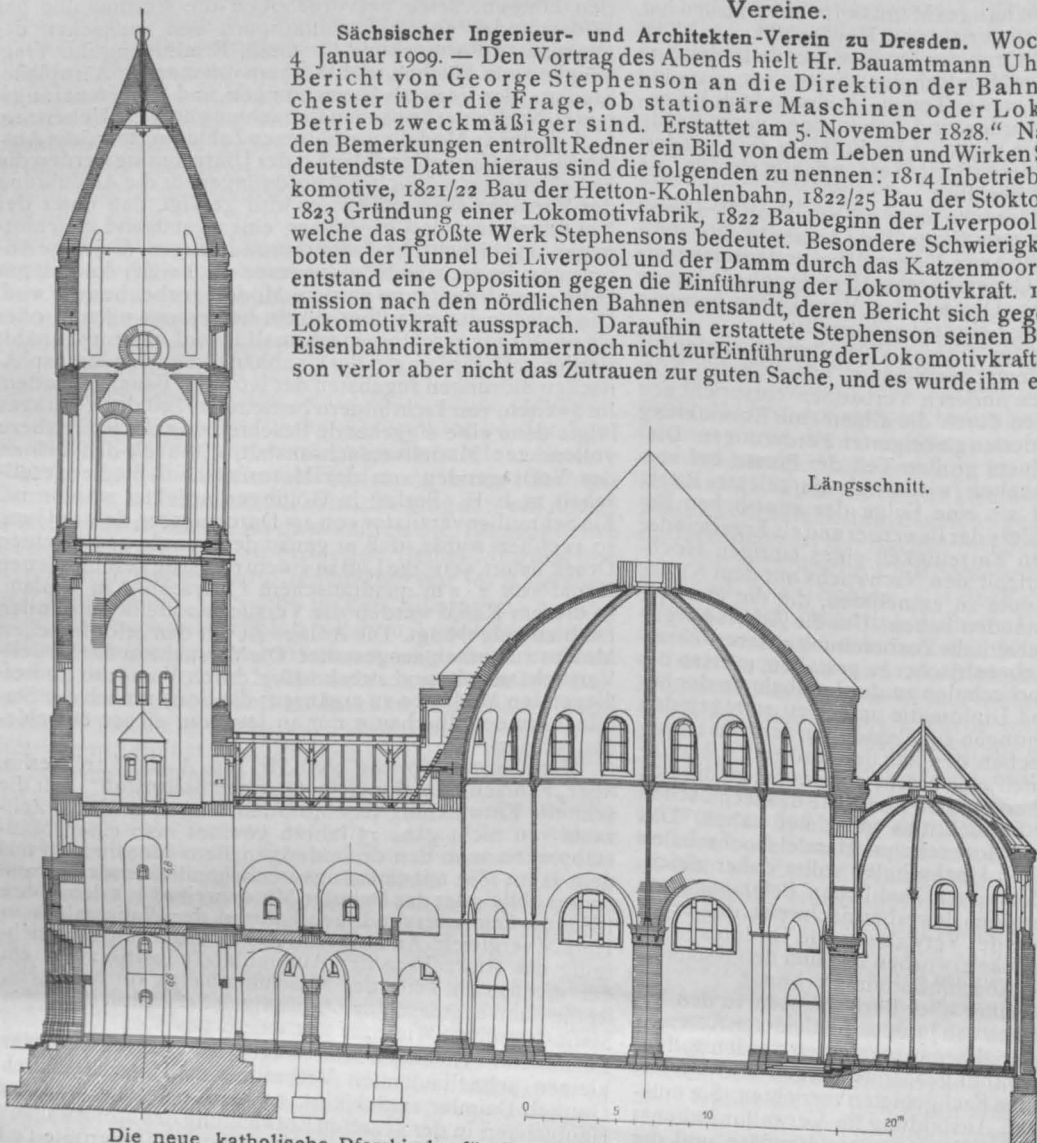 Vereine.
Sächsischer Ingenieur- und Architekten-Verein zu Dresden. Woc
4 Januar 1909. — Den Vortrag des Abends hielt Hr. Bauamtmann Uh
Bericht von George Stephenson an die Direktion der Bahn
chester über die Frage, ob stationäre Maschinen oder Lok
Betrieb zweckmäßiger sind. Erstattet am 5. November 1828.“ Na
den Bemerkungen entrollt Redner ein Bild von dem Leben und Wirken S
deutendste Daten hieraus sind die folgenden zu nennen: 1814 Inbetrieb
komotive, 1821/22 Bau der Hetton-Kohlenbahn, 1822/25 Bau der Stokto
1823 Gründung einer Lokomotivfabrik, 1822 Baubeginn der Liverpool
welche das größte Werk Stephensons bedeutet. Besondere Schwierigk
boten der Tunnel bei Liverpool und der Damm durch das Katzenmoor
entstand eine Opposition gegen die Einführung der Lokomotivkraft. 1
mission nach den nördlichen Bahnen entsandt, deren Bericht sich gege
Lokomotivkraft aussprach. Daraufhin erstattete Stephenson seinen B
Eisenbahndirektion immer noch nicht zur Einführung der Lokomotivkraft
son verlor aber nicht das Zutrauen zur guten Sache, und es wurde ihm e
Längsschnitt.
0 5 10 20m
Die neue katholische Pfarrkirche für